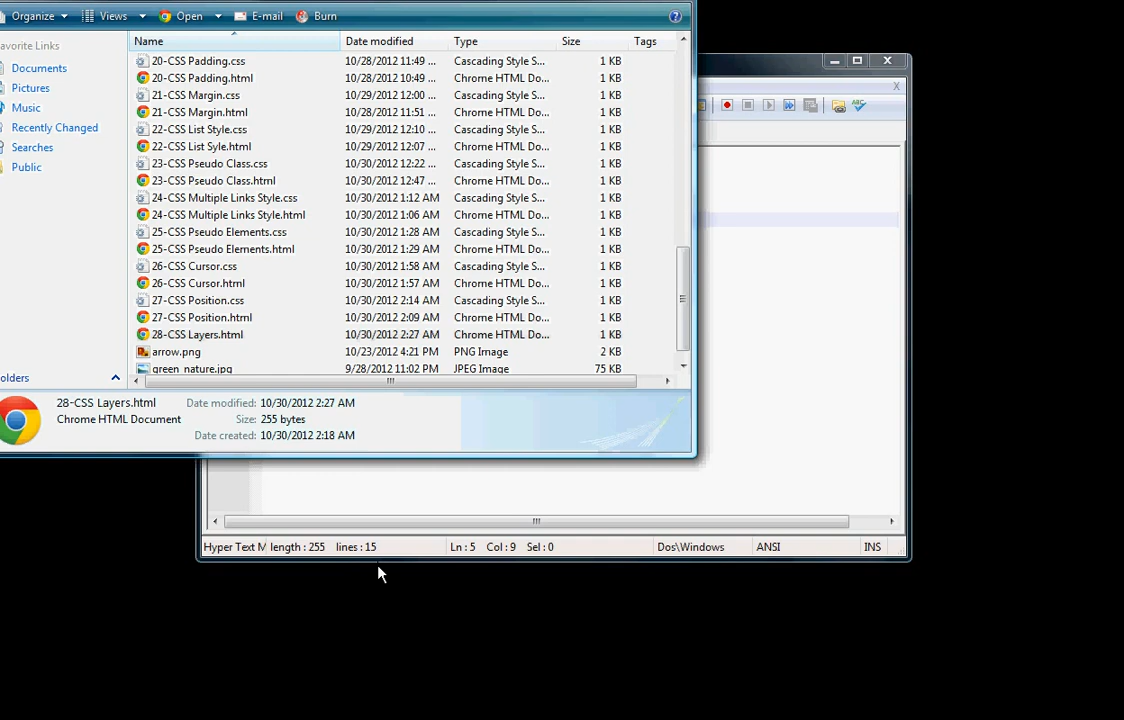 Organize Views Open E-mail Burn
avorite Links
Documents
Pictures
Music
Recently Changed
Searches
Public
olders
Name Date modified Type Size Tags
20-CSS Padding.css 10/28/2012 11:49 ... Cascading Style S... 1 KB
20-CSS Padding.html 10/28/2012 10:49 ... Chrome HTML Do... 1 KB
21-CSS Margin.css 10/29/2012 12:00 ... Cascading Style S... 1 KB
21-CSS Margin.html 10/28/2012 11:51 ... Chrome HTML Do... 1 KB
22-CSS List Style.css 10/29/2012 12:10 ... Cascading Style S... 1 KB
22-CSS List Syle.html 10/29/2012 12:07 ... Chrome HTML Do... 1 KB
23-CSS Pseudo Class.css 10/30/2012 12:22 ... Cascading Style S... 1 KB
23-CSS Pseudo Class.html 10/30/2012 12:47 ... Chrome HTML Do... 1 KB
24-CSS Multiple Links Style.css 10/30/2012 1:12 AM Cascading Style S... 1 KB
24-CSS Multiple Links Style.html 10/30/2012 1:06 AM Chrome HTML Do... 1 KB
25-CSS Pseudo Elements.css 10/30/2012 1:28 AM Cascading Style S... 1 KB
25-CSS Pseudo Elements.html 10/30/2012 1:29 AM Chrome HTML Do... 1 KB
26-CSS Cursor.css 10/30/2012 1:58 AM Cascading Style S... 1 KB
26-CSS Cursor.html 10/30/2012 1:57 AM Chrome HTML Do... 1 KB
27-CSS Position.css 10/30/2012 2:14 AM Cascading Style S... 1 KB
27-CSS Position.html 10/30/2012 2:09 AM Chrome HTML Do... 1 KB
28-CSS Layers.html 10/30/2012 2:27 AM Chrome HTML Do... 1 KB
arrow.png 10/23/2012 4:21 PM PNG Image 2 KB
green_nature.jpg 9/28/2012 11:02 PM JPEG Image 75 KB
28-CSS Layers.html Date modified: 10/30/2012 2:27 AM
Chrome HTML Document Size: 255 bytes
Date created: 10/30/2012 2:18 AM
Hyper Text M length : 255 lines : 15 Ln : 5 Col : 9 Sel : 0 Dos\Windows ANSI INS